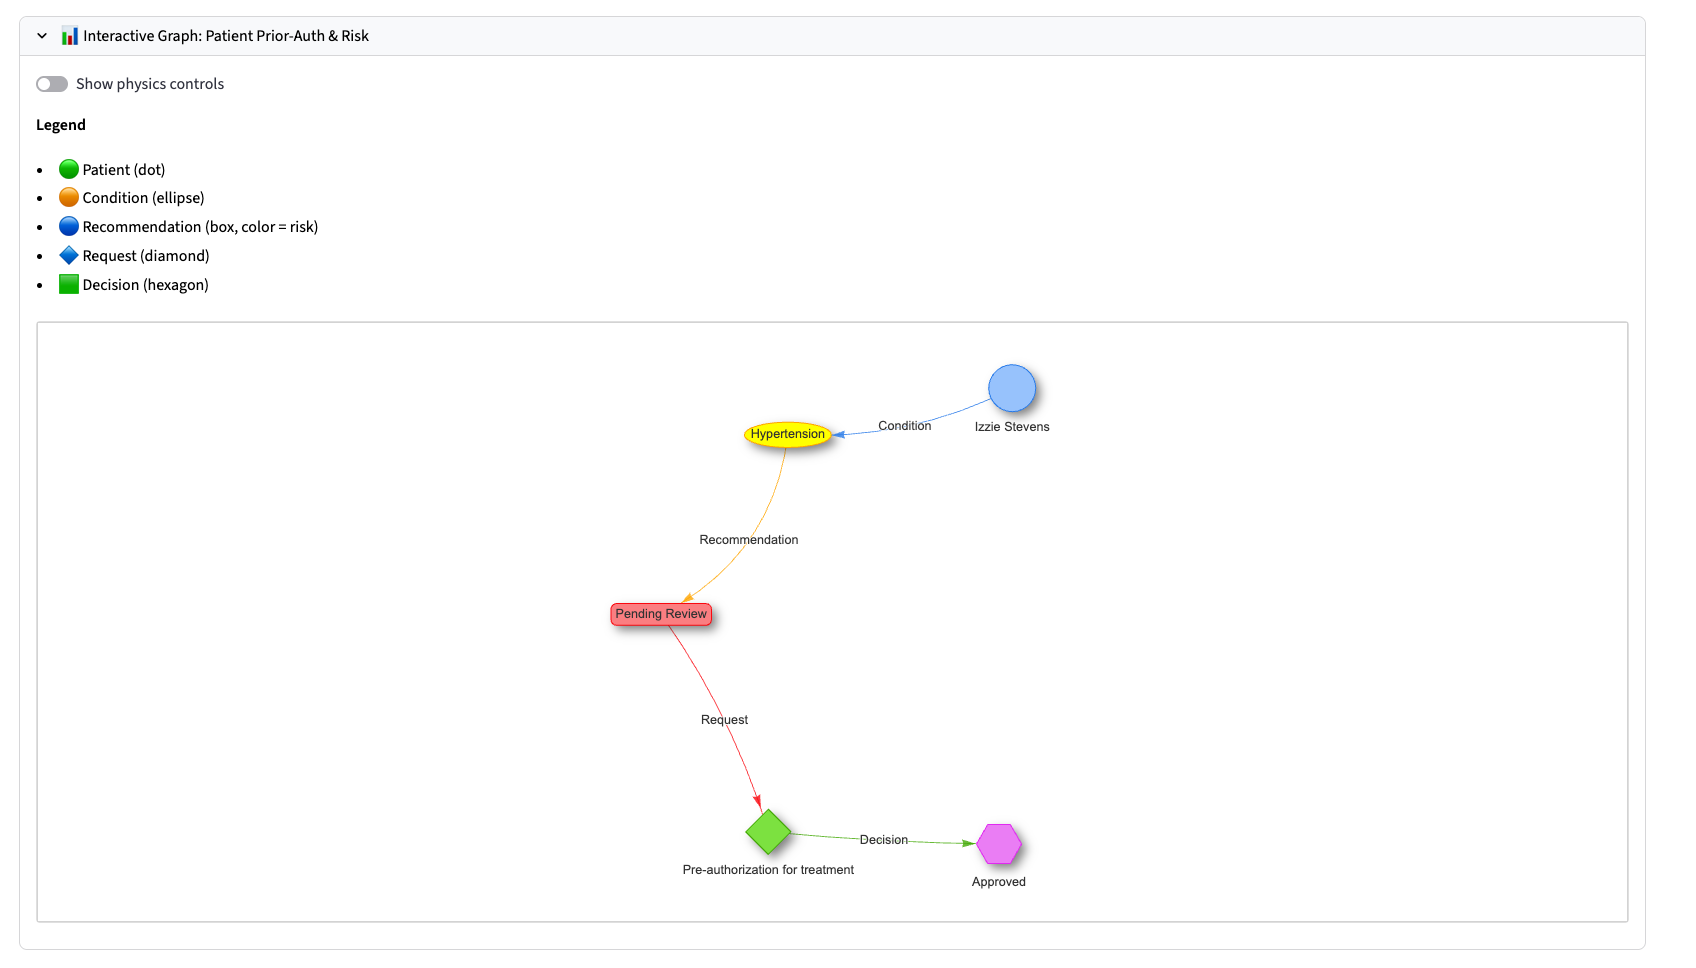 Interactive Graph: Patient Prior-Auth & Risk
Show physics controls
Legend
Patient (dot)
Condition (ellipse)
Recommendation (box, color = risk)
Request (diamond)
Decision (hexagon)
Izzie Stevens
Condition
Hypertension
Recommendation
Pending Review
Request
Decision
Pre-authorization for treatment
Approved